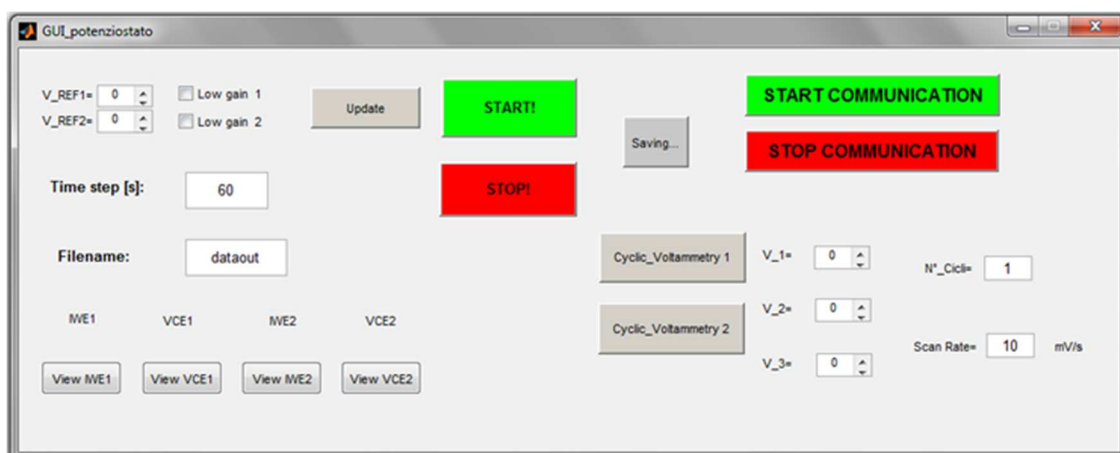 GUI_potenziostato
V_REF1= 0
Low gain 1
V_REF2= 0
Low gain 2
Update
START!
STOP!
Saving...
START COMMUNICATION
STOP COMMUNICATION
Time step [s]: 60
Filename: dataout
IWE1 VCE1 IWE2 VCE2
View IWE1 View VCE1 View IWE2 View VCE2
Cyclic_Voltammetry 1
Cyclic_Voltammetry 2
V_1= 0
V_2= 0
V_3= 0
N°_Cicli= 1
Scan Rate= 10 mV/s